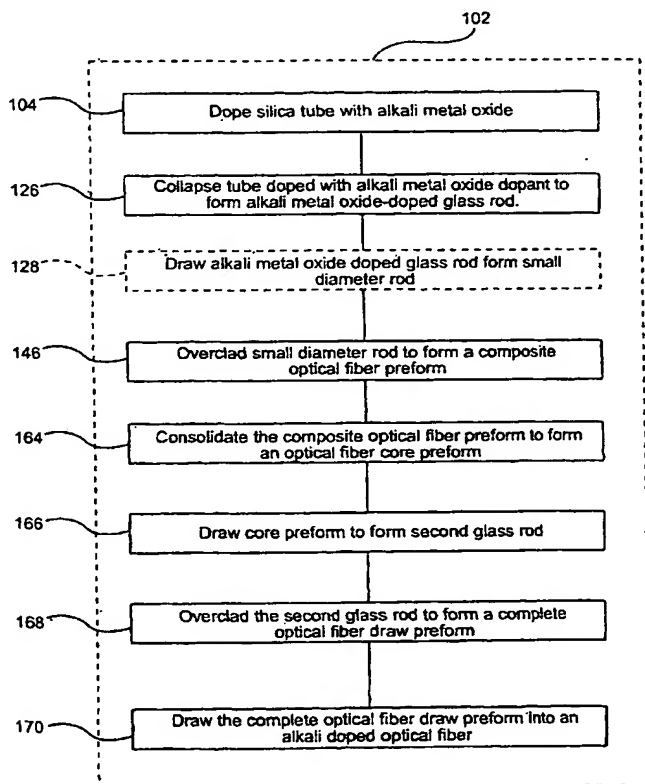 102
104
Dope silica tube with alkali metal oxide
126
Collapse tube doped with alkali metal oxide dopant to
form alkali metal oxide-doped glass rod.
128
Draw alkali metal oxide doped glass rod form small
diameter rod
146
Overclad small diameter rod to form a composite
optical fiber preform
164
Consolidate the composite optical fiber preform to form
an optical fiber core preform
166
Draw core preform to form second glass rod
168
Overclad the second glass rod to form a complete
optical fiber draw preform
170
Draw the complete optical fiber draw preform into an
alkali doped optical fiber